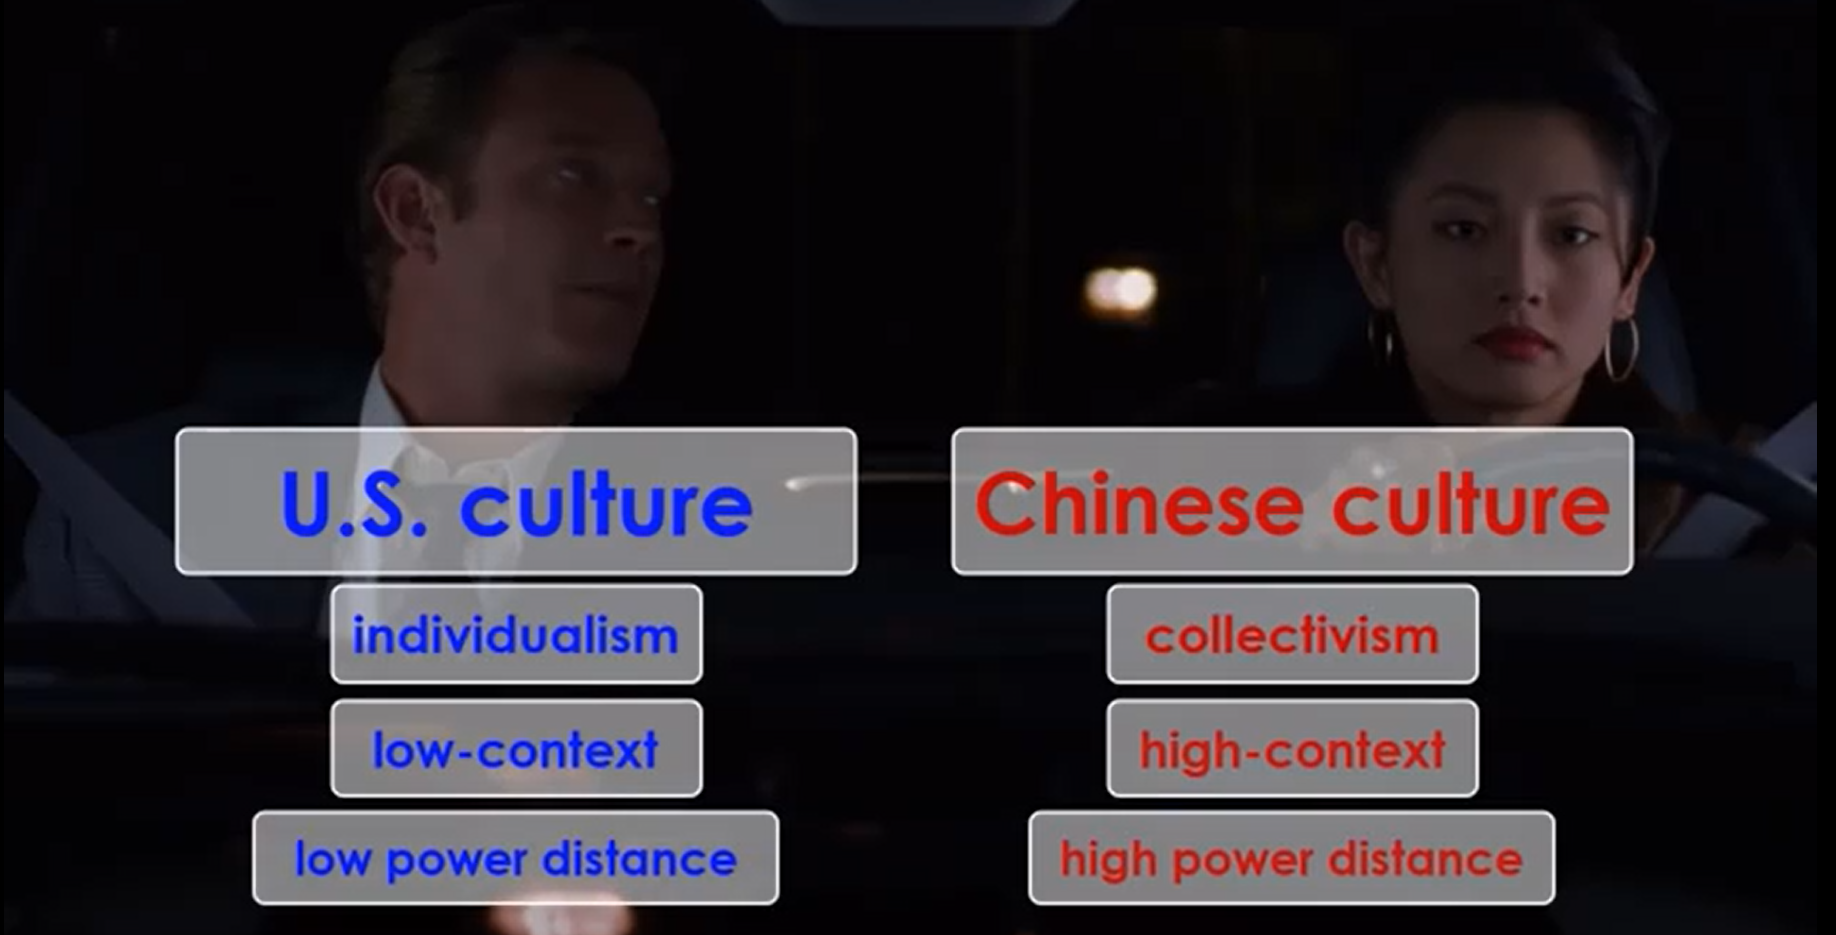 U.S. culture
individualism
low-context
low power distance
Chinese culture
collectivism
high-context
high power distance